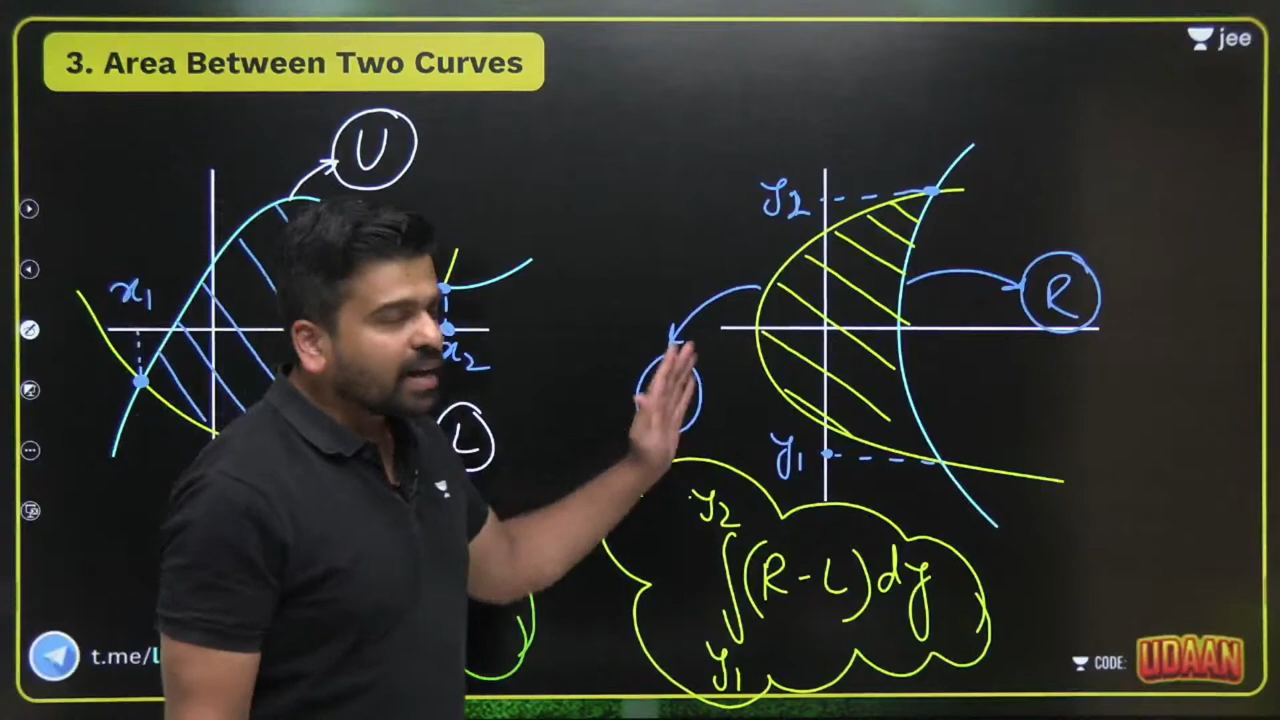 3. Area Between Two Curves
jee
U
x₁
x₂
L
y₂
R
y₁
y₂
∫(R-L)dy
y₁
t.me/
CODE: UDAAN